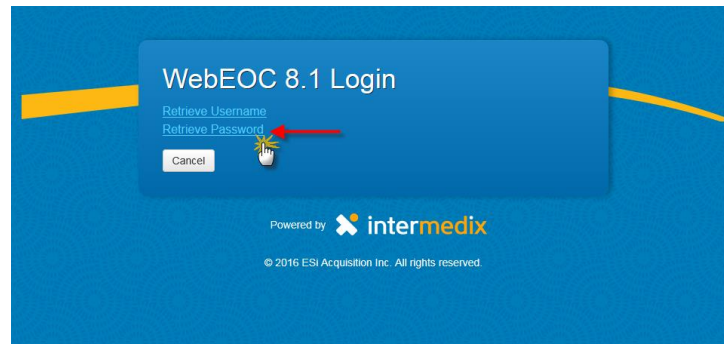 WebEOC 8.1 Login
Retrieve Username
Retrieve Password
Cancel
Powered by intermedix
© 2016 ESi Acquisition Inc. All rights reserved.